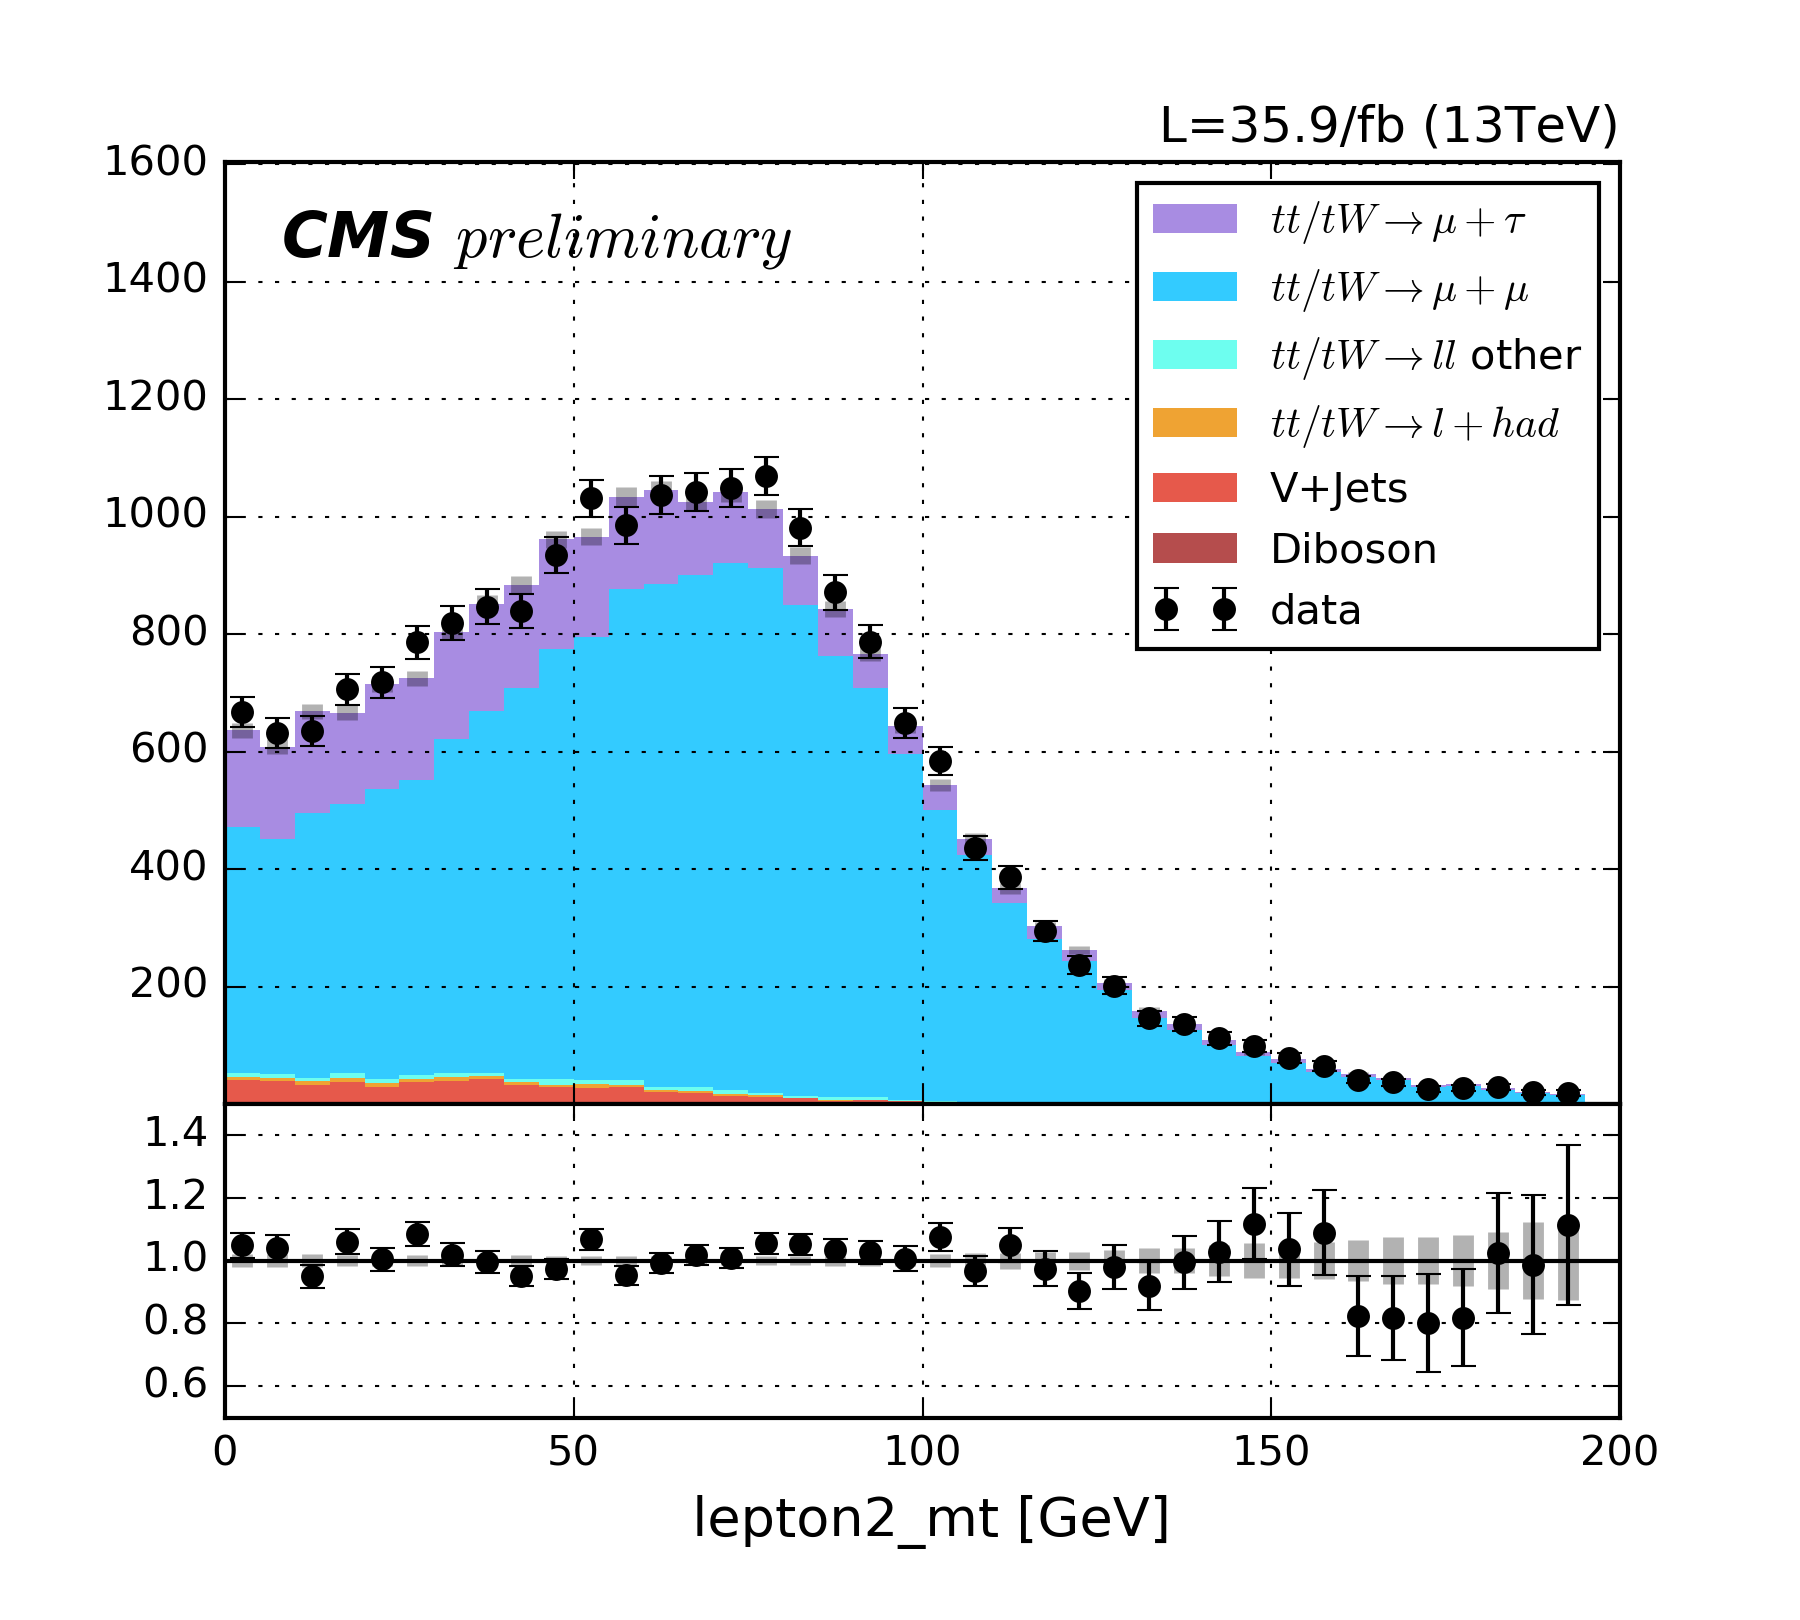 L=35.9/fb (13TeV)
CMS preliminary
1600
1400
1200
1000
800
600
400
200
tt/tW → μ + τ
tt/tW → μ + μ
tt/tW → ll other
tt/tW → l + had
V+Jets
Diboson
data
1.4
1.2
1.0
0.8
0.6
0 50 100 150 200
lepton2_mt [GeV]